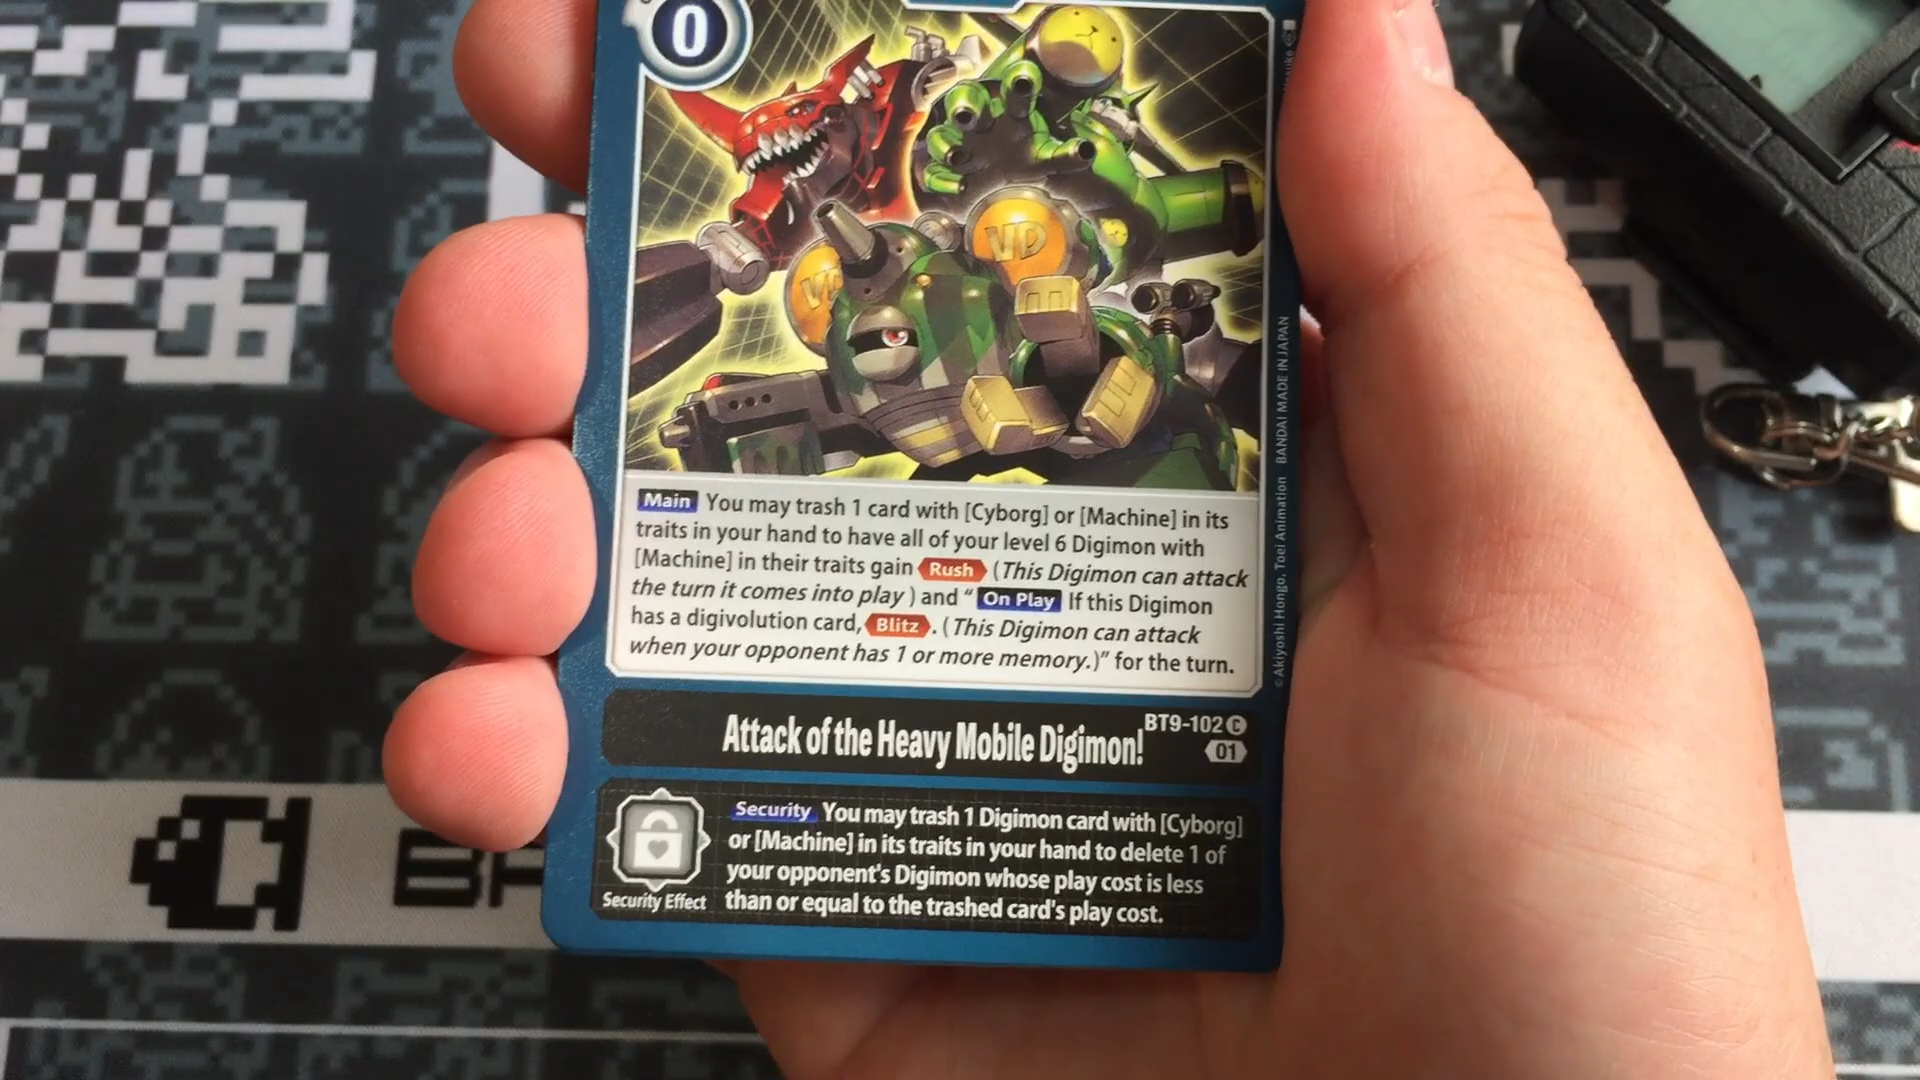 0
VD
VD
Main You may trash 1 card with [Cyborg] or [Machine] in its
traits in your hand to have all of your level 6 Digimon with
[Machine] in their traits gain Rush (This Digimon can attack
the turn it comes into play) and “ On Play If this Digimon
has a digivolution card, Blitz. (This Digimon can attack
when your opponent has 1 or more memory.)” for the turn.
©Akiyoshi Hongo, Toei Animation BANDAI MADE IN JAPAN
Attack of the Heavy Mobile Digimon!
BT9-102 C
01
Security You may trash 1 Digimon card with [Cyborg]
or [Machine] in its traits in your hand to delete 1 of
your opponent's Digimon whose play cost is less
than or equal to the trashed card's play cost.
Security Effect